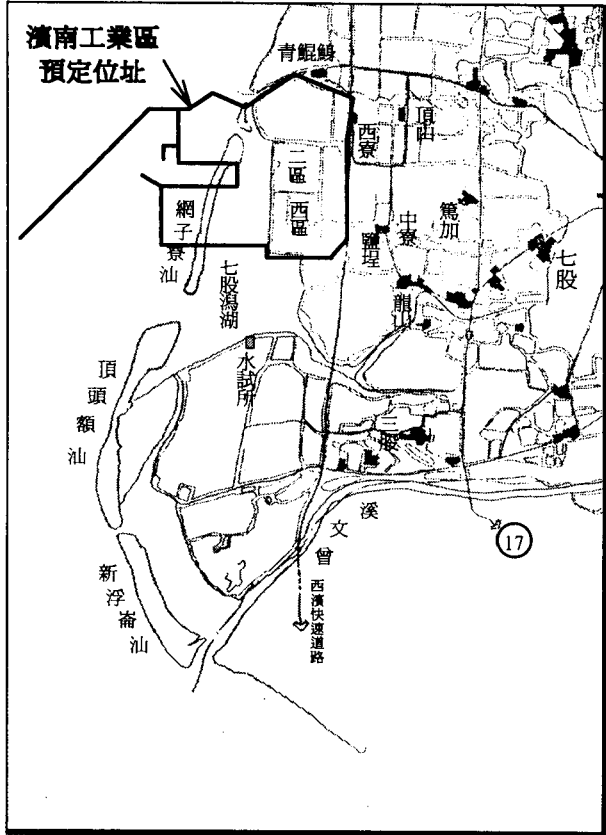 濱南工業區
預定位址
青鯤鯓
頂山
西寮
二區
西區
網子寮汕
七股潟湖
鹽埕
中寮
篤加
七股
龍山
水試所
頂頭額汕
三股
曾文溪
17
新浮崙汕
西濱快速道路